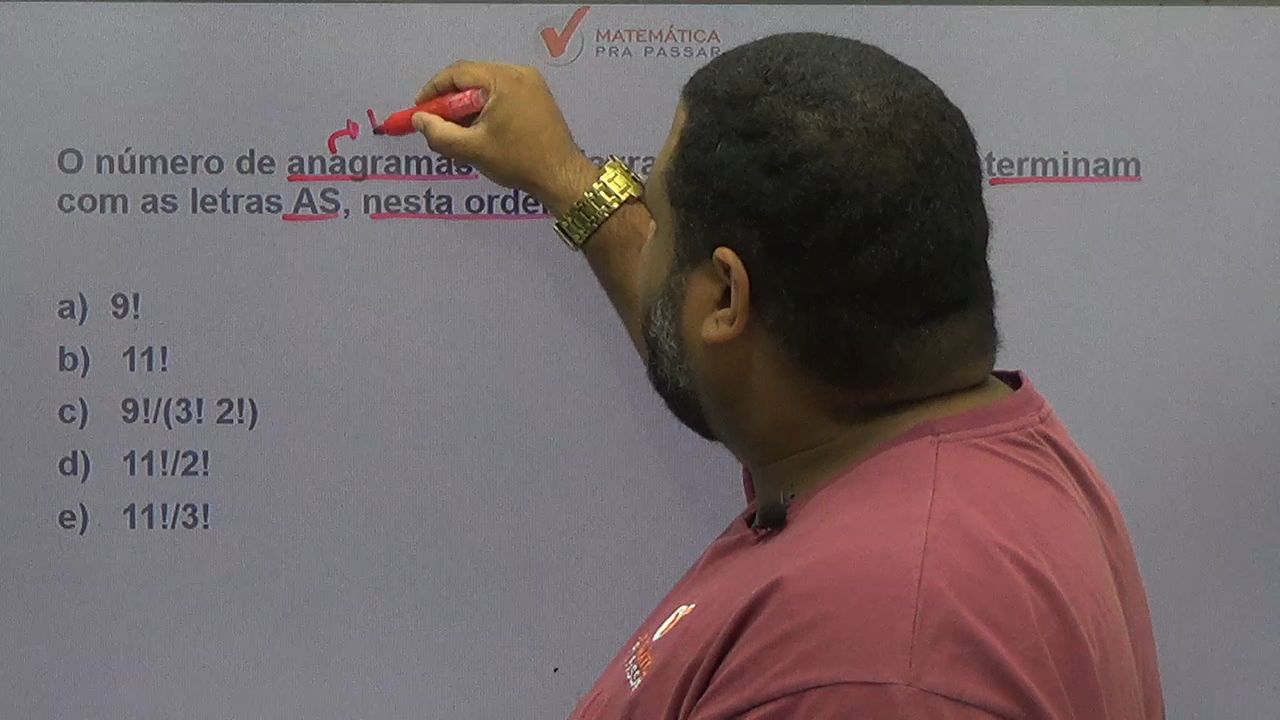 MATEMÁTICA
PRA PASSAR
O número de anagramas terminam
com as letras AS, nesta
a) 9!
b) 11!
c) 9!/(3! 2!)
d) 11!/2!
e) 11!/3!